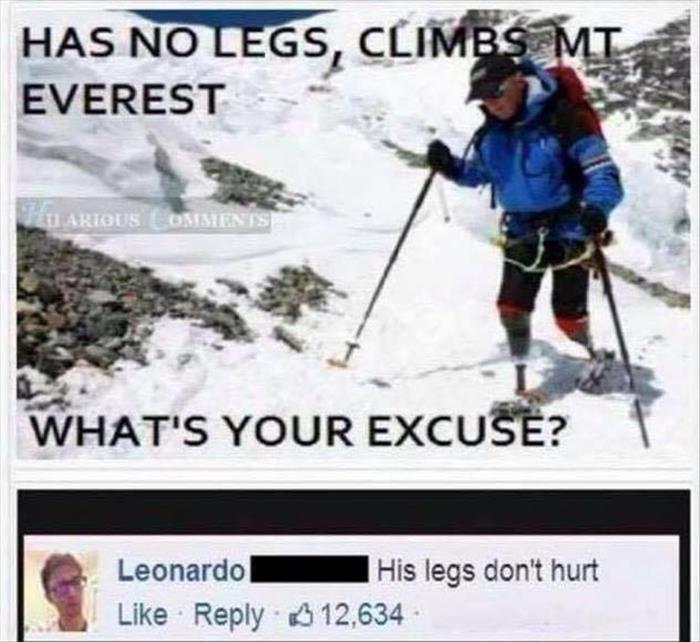 HAS NO LEGS, CLIMBS MT
EVEREST
HILARIOUS COMMENTS
WHAT'S YOUR EXCUSE?
Leonardo His legs don't hurt
Like · Reply · 12,634 ·